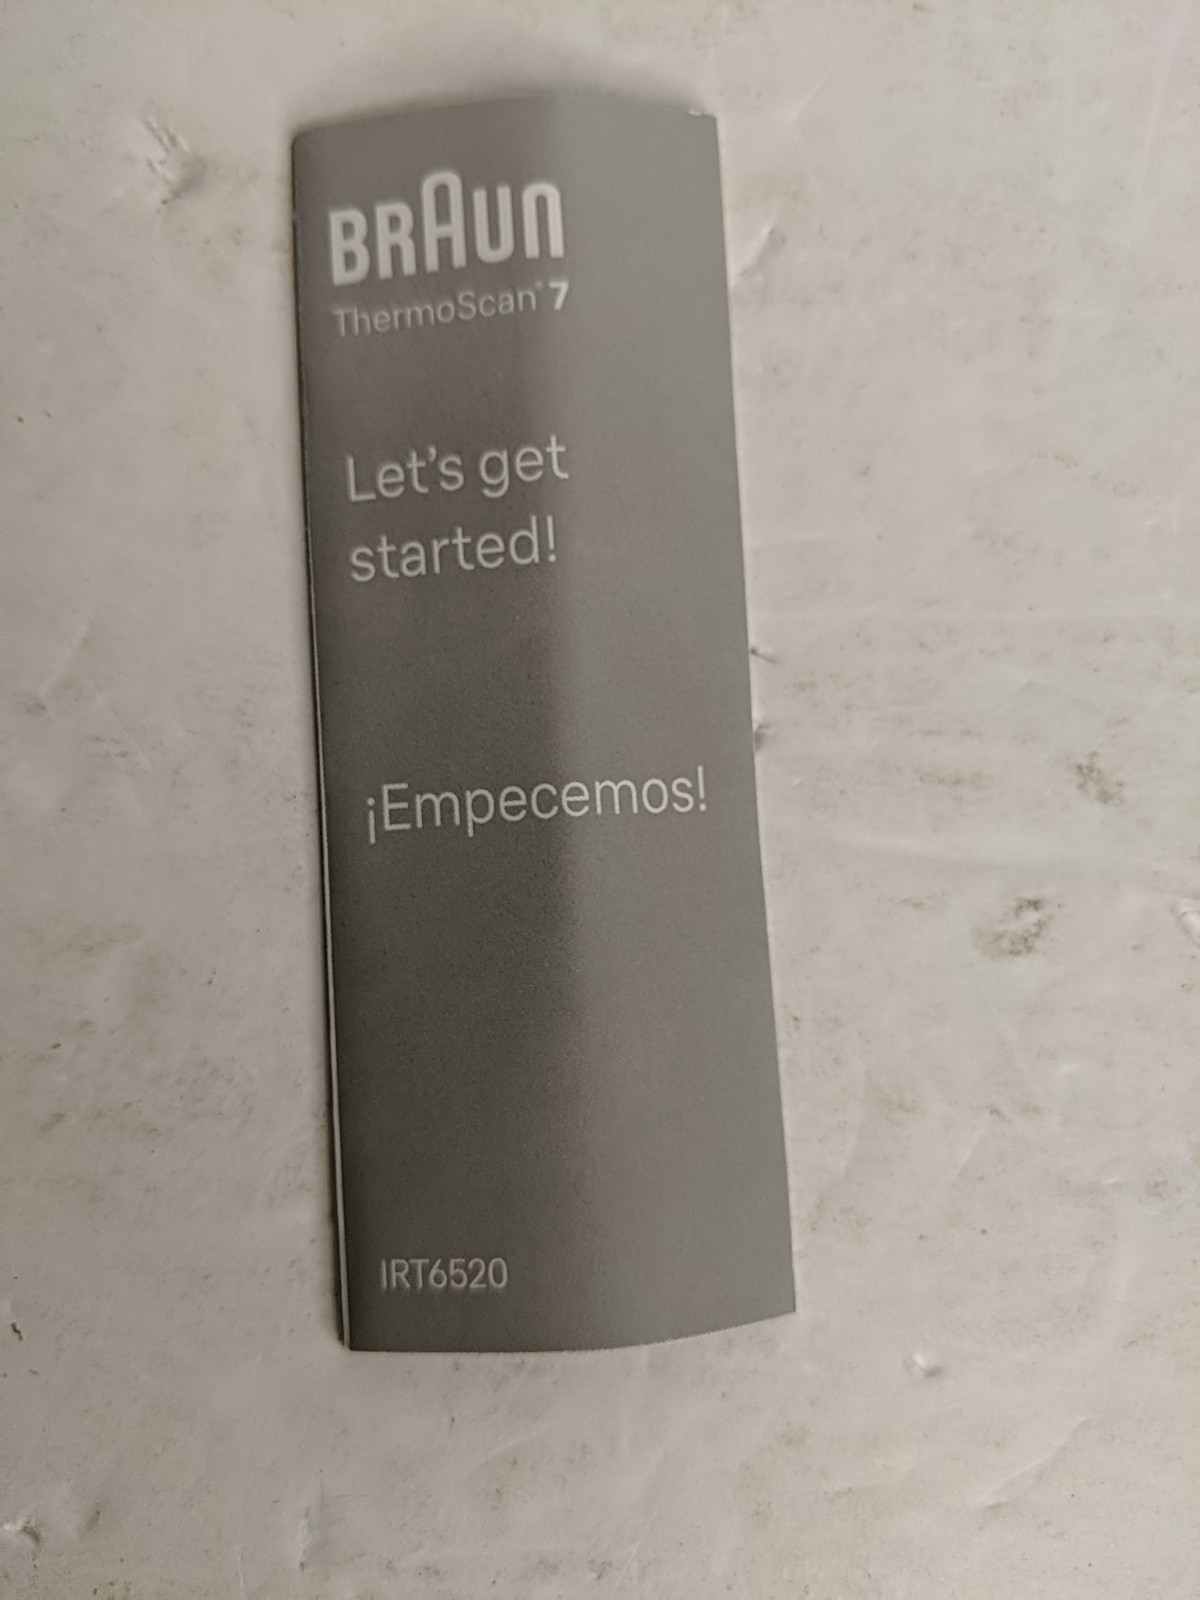 BRAUN
ThermoScan® 7
Let's get
started!
¡Empecemos!
IRT6520